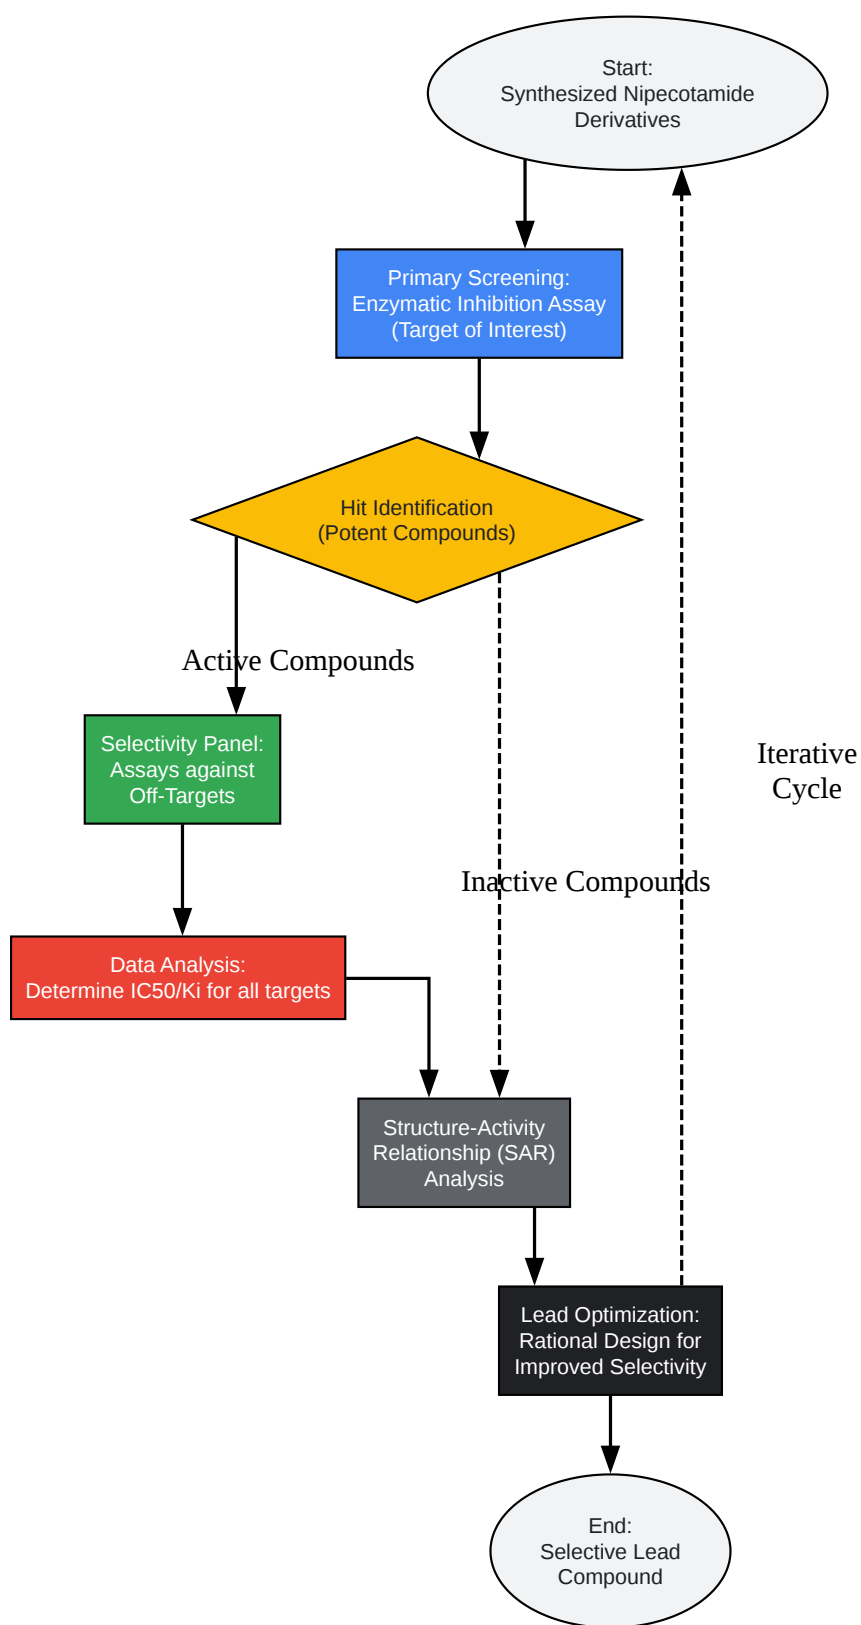 Start:
Synthesized Nipecotamide
Derivatives
Primary Screening:
Enzymatic Inhibition Assay
(Target of Interest)
Hit Identification
(Potent Compounds)
Active Compounds
Selectivity Panel:
Assays against
Off-Targets
Iterative
Cycle
Inactive Compounds
Data Analysis:
Determine IC50/Ki for all targets
Structure-Activity
Relationship (SAR)
Analysis
Lead Optimization:
Rational Design for
Improved Selectivity
End:
Selective Lead
Compound